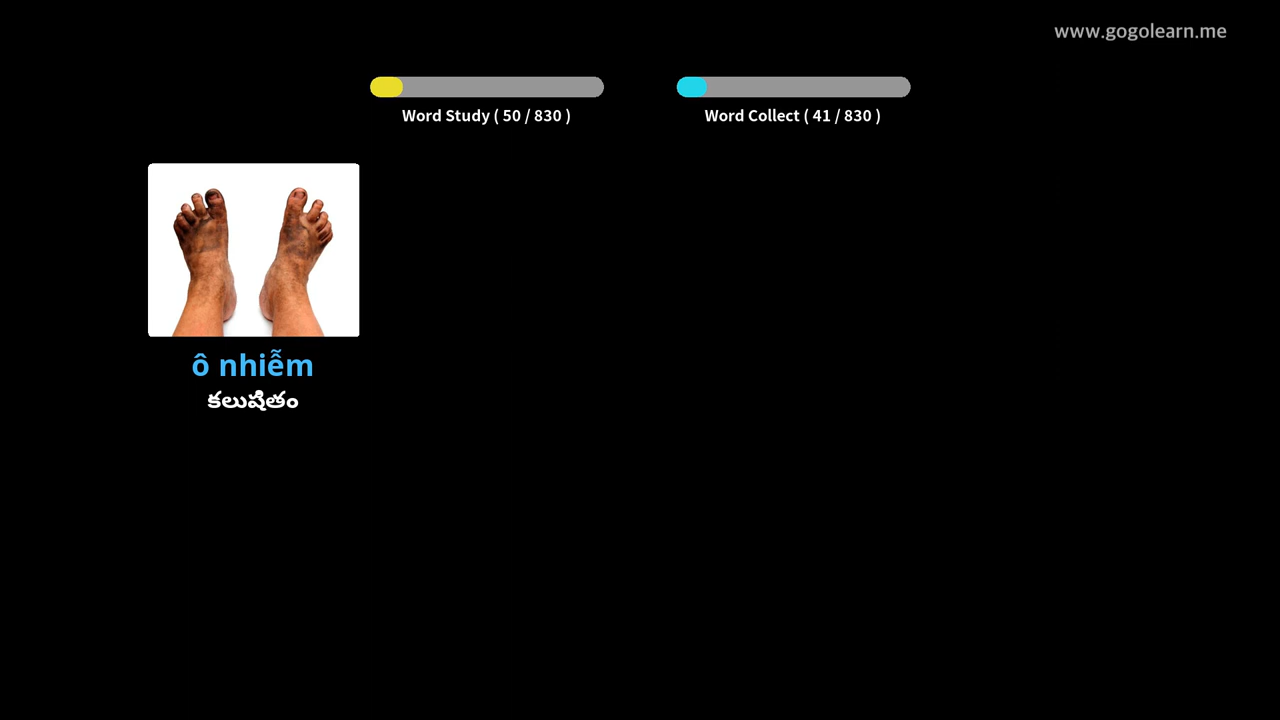 www.gogolearn.me
Word Study ( 50 / 830 )
Word Collect ( 41 / 830 )
ô nhiễm
కలుషితం